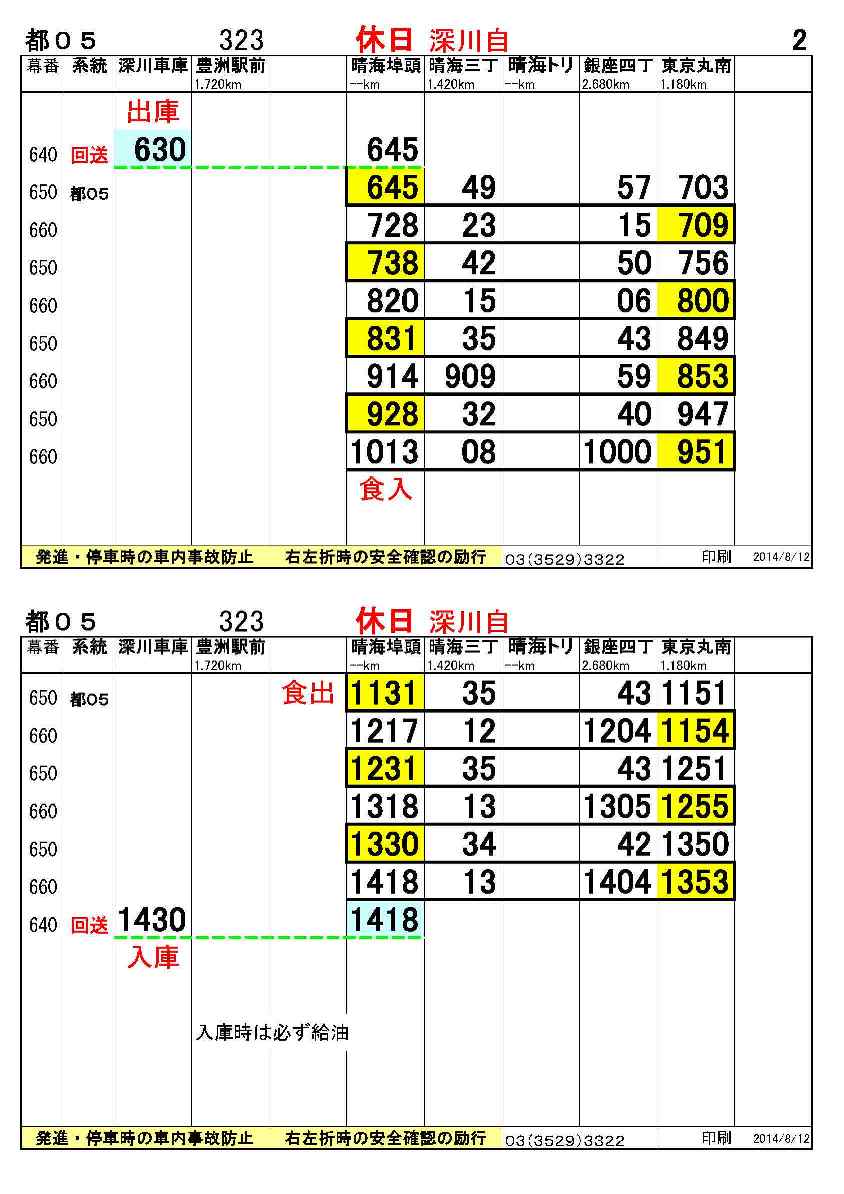 都０５ 323 休日 深川自 2
幕番 系統 深川車庫 豊洲駅前 晴海埠頭 晴海三丁 晴海トリ 銀座四丁 東京丸南
1.720km --km 1.420km --km 2.680km 1.180km
出庫
640 回送 630 645
650 都05 645 49 57 703
660 728 23 15 709
650 738 42 50 756
660 820 15 06 800
650 831 35 43 849
660 914 909 59 853
650 928 32 40 947
660 1013 08 1000 951
食入
発進・停車時の車内事故防止 右左折時の安全確認の励行 03(3529)3322 印刷 2014/8/12
都０５ 323 休日 深川自
幕番 系統 深川車庫 豊洲駅前 晴海埠頭 晴海三丁 晴海トリ 銀座四丁 東京丸南
1.720km --km 1.420km --km 2.680km 1.180km
650 都05 食出 1131 35 43 1151
660 1217 12 1204 1154
650 1231 35 43 1251
660 1318 13 1305 1255
650 1330 34 42 1350
660 1418 13 1404 1353
640 回送 1430 1418
入庫
入庫時は必ず給油
発進・停車時の車内事故防止 右左折時の安全確認の励行 03(3529)3322 印刷 2014/8/12